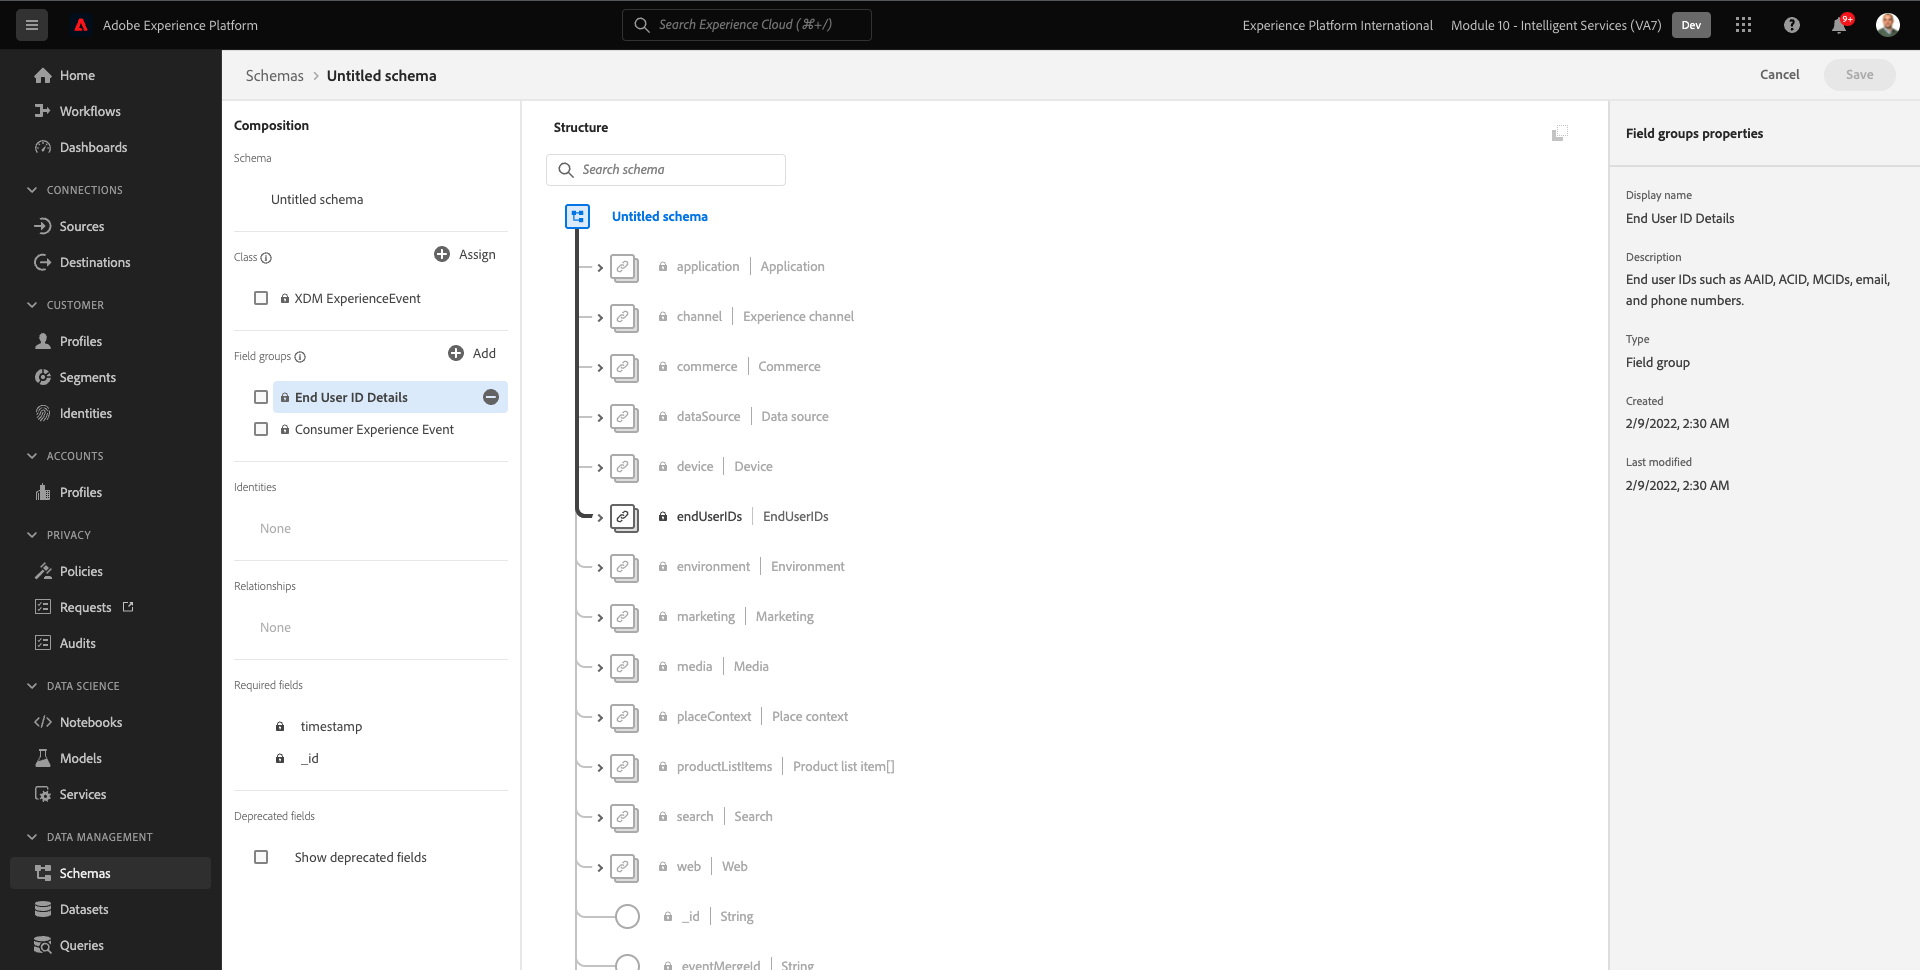 Adobe Experience Platform
Search Experience Cloud (⌘+/)
Experience Platform International
Module 10 - Intelligent Services (VA7)
Dev
9+
Home
Workflows
Dashboards
CONNECTIONS
Sources
Destinations
CUSTOMER
Profiles
Segments
Identities
ACCOUNTS
Profiles
PRIVACY
Policies
Requests
Audits
DATA SCIENCE
Notebooks
Models
Services
DATA MANAGEMENT
Schemas
Datasets
Queries
Schemas > Untitled schema
Cancel
Save
Composition
Schema
Untitled schema
Class
Assign
XDM ExperienceEvent
Field groups
Add
End User ID Details
Consumer Experience Event
Identities
None
Relationships
None
Required fields
timestamp
_id
Deprecated fields
Show deprecated fields
Structure
Search schema
Untitled schema
application | Application
channel | Experience channel
commerce | Commerce
dataSource | Data source
device | Device
endUserIDs | EndUserIDs
environment | Environment
marketing | Marketing
media | Media
placeContext | Place context
productListItems | Product list item[]
search | Search
web | Web
_id | String
eventMergeId | String
Field groups properties
Display name
End User ID Details
Description
End user IDs such as AAID, ACID, MCIDs, email,
and phone numbers.
Type
Field group
Created
2/9/2022, 2:30 AM
Last modified
2/9/2022, 2:30 AM